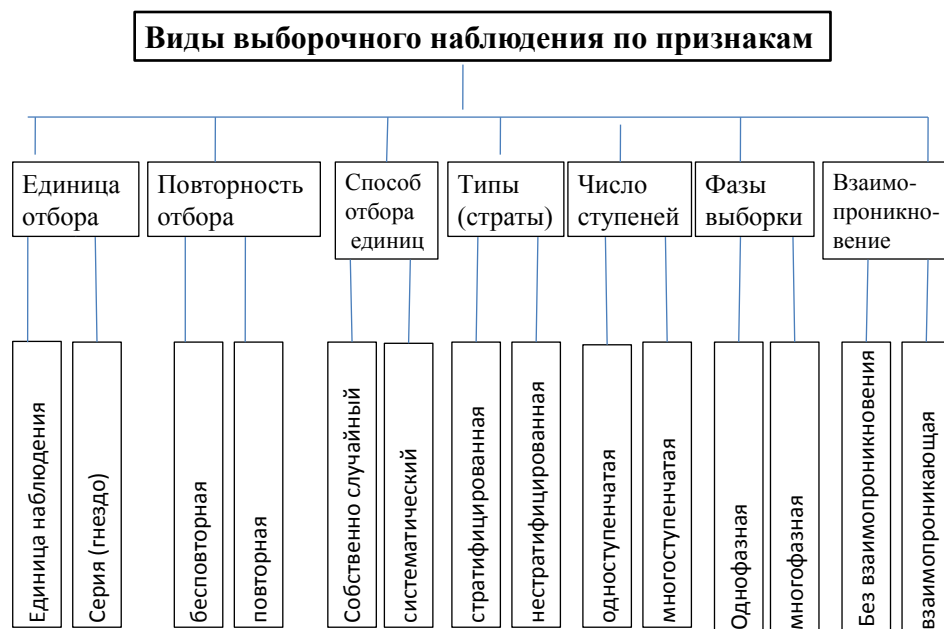 Виды выборочного наблюдения по признакам
Единица
отбора
Повторность
отбора
Способ
отбора
единиц
Типы
(страты)
Число
ступеней
Фазы
выборки
Взаимо-
проникно-
вение
Единица наблюдения
Серия (гнездо)
бесповторная
повторная
Собственно случайный
систематический
стратифицированная
нестратифицированная
одноступенчатая
многоступенчатая
Однофазная
многофазная
Без взаимопроникновения
взаимопроникающая